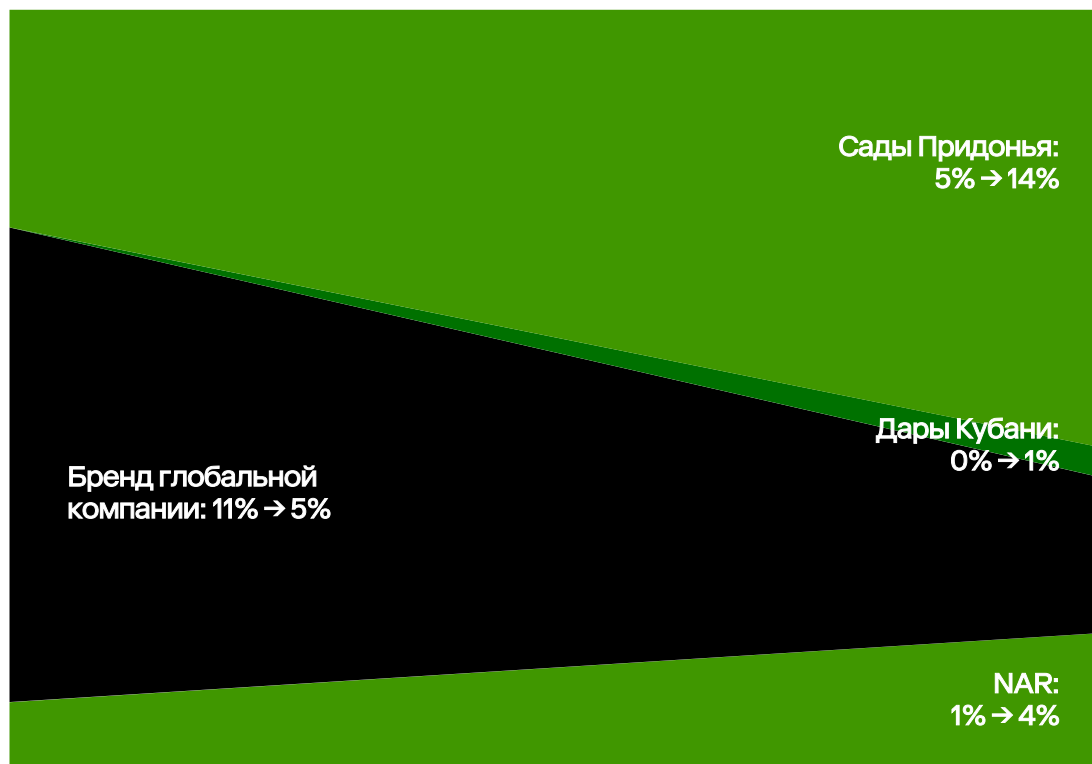 Сады Придонья:
5% → 14%
Дары Кубани:
0% → 1%
Бренд глобальной
компании: 11% → 5%
NAR:
1% → 4%